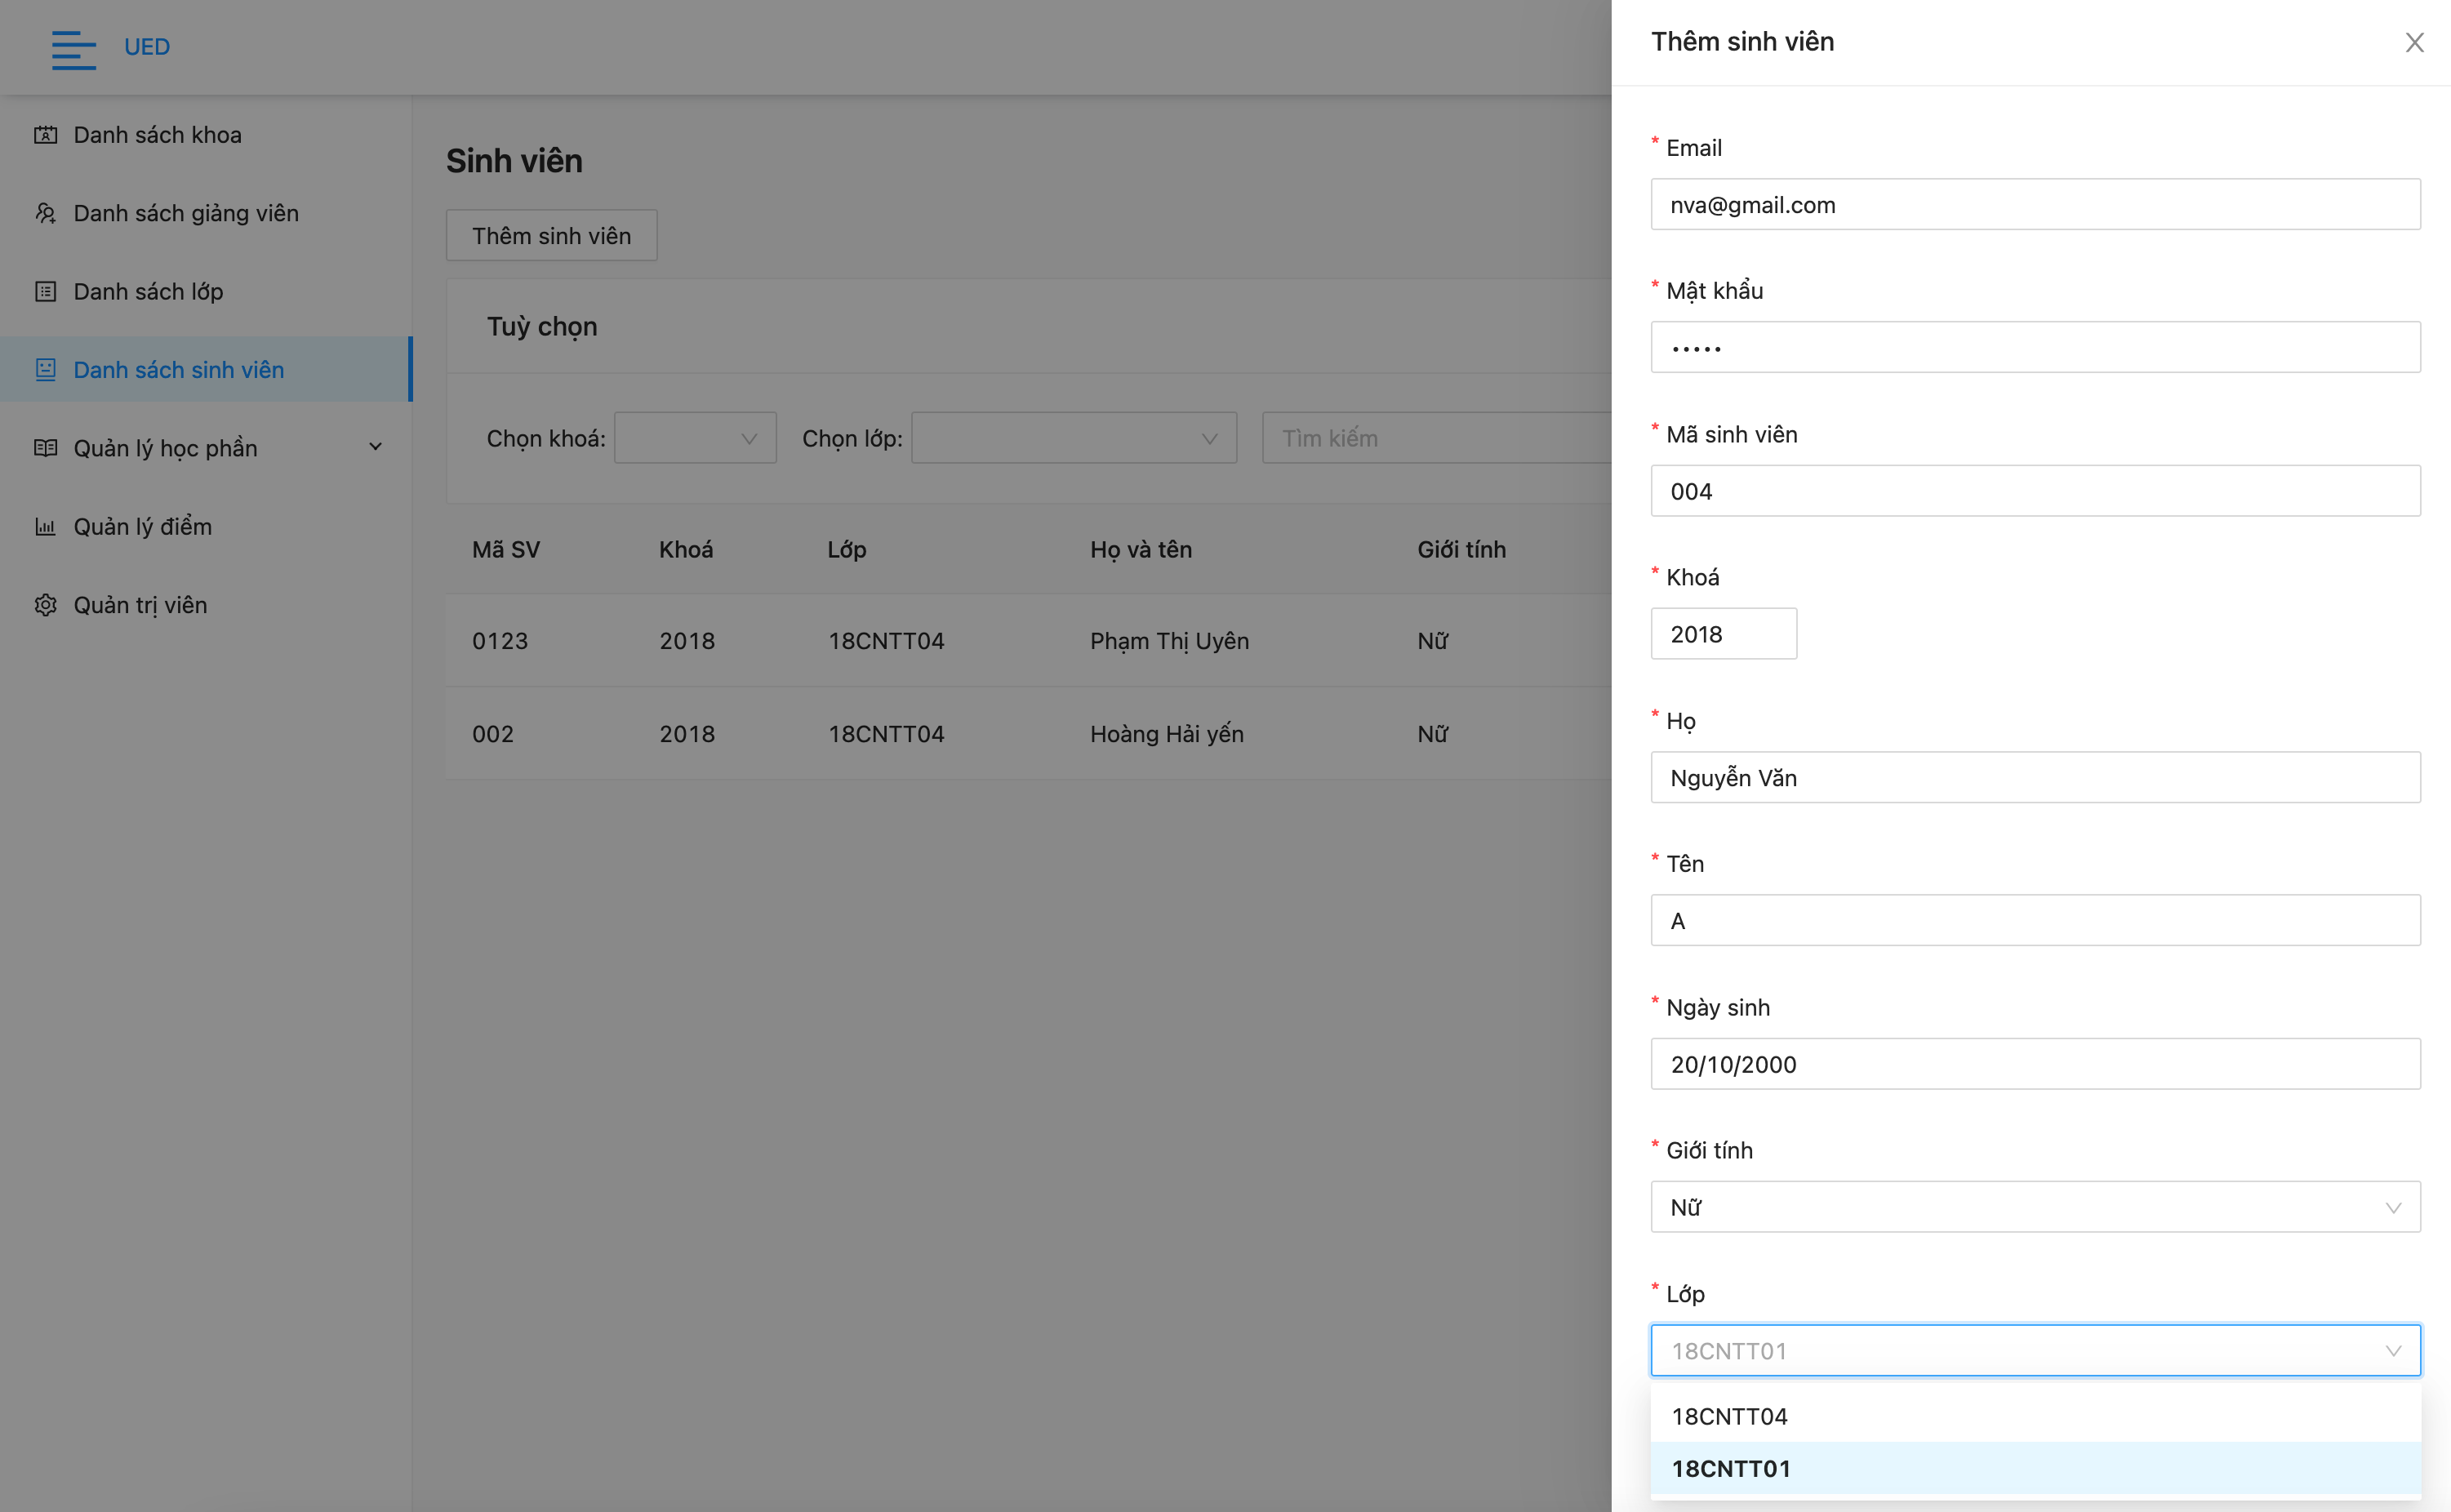 UED
Danh sách khoa
Danh sách giảng viên
Danh sách lớp
Danh sách sinh viên
Quản lý học phần
Quản lý điểm
Quản trị viên
Sinh viên
Thêm sinh viên
Tuỳ chọn
Chọn khoá: Chọn lớp: Tìm kiếm
Mã SV Khoá Lớp Họ và tên Giới tính
0123 2018 18CNTT04 Phạm Thị Uyên Nữ
002 2018 18CNTT04 Hoàng Hải yến Nữ
Thêm sinh viên
* Email
nva@gmail.com
* Mật khẩu
•••••
* Mã sinh viên
004
* Khoá
2018
* Họ
Nguyễn Văn
* Tên
A
* Ngày sinh
20/10/2000
* Giới tính
Nữ
* Lớp
18CNTT01
18CNTT04
18CNTT01